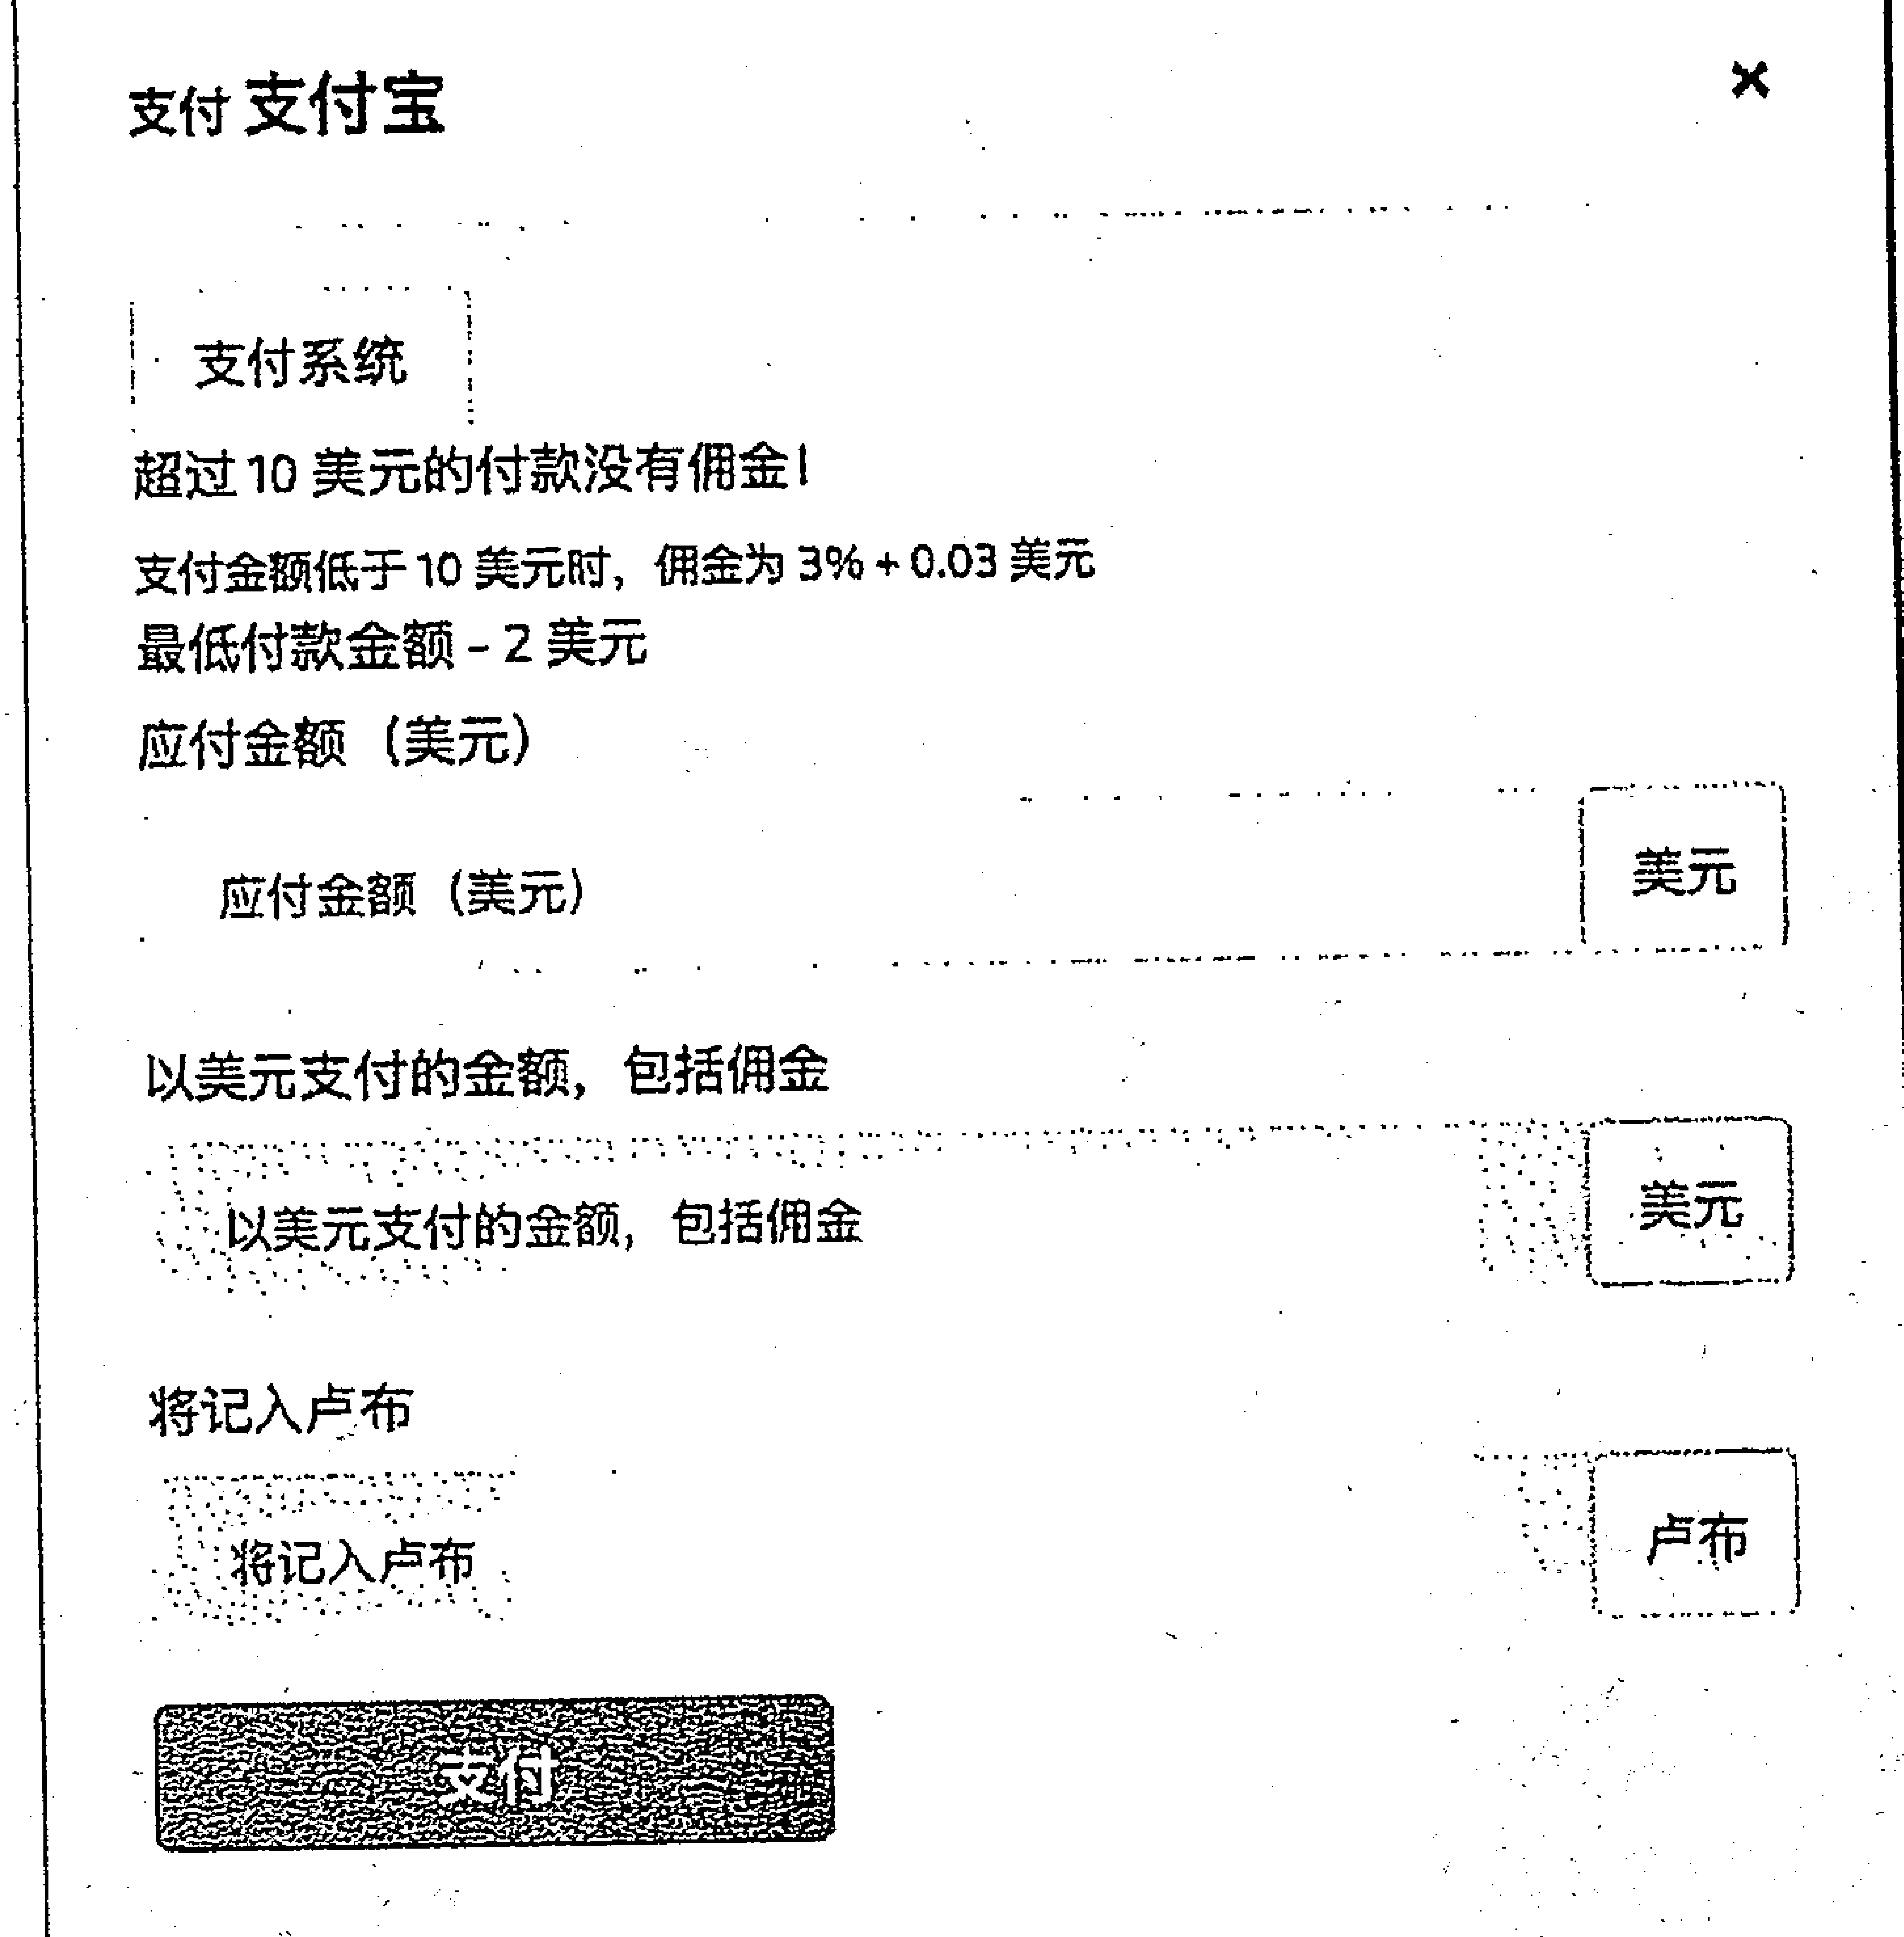 支付 支付宝 ×
支付系统
超过 10 美元的付款没有佣金！
支付金额低于 10 美元时，佣金为 3% + 0.03 美元
最低付款金额 – 2 美元
应付金额（美元）
应付金额（美元） 美元
以美元支付的金额，包括佣金
以美元支付的金额，包括佣金 美元
将记入卢布
将记入卢布 卢布
支付